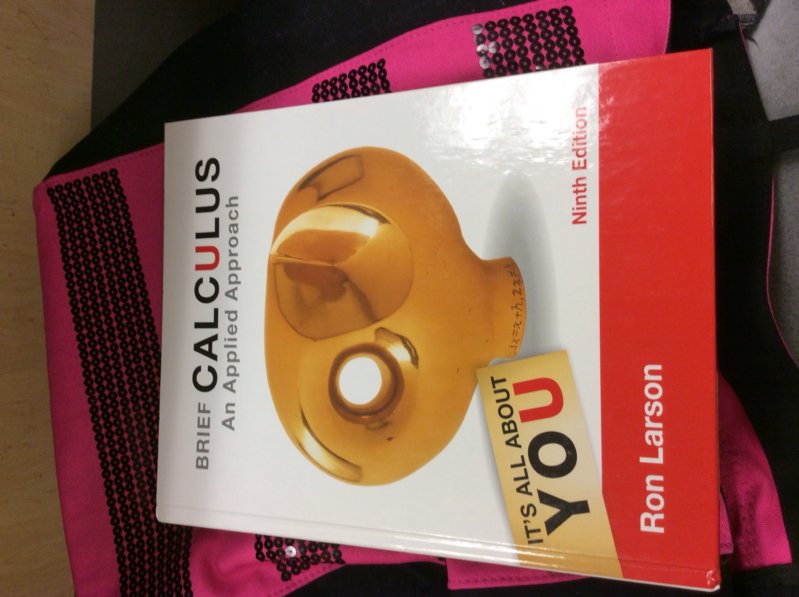 BRIEF CALCULUS
An Applied Approach
Ninth Edition
IT'S ALL ABOUT
YOU
Ron Larson